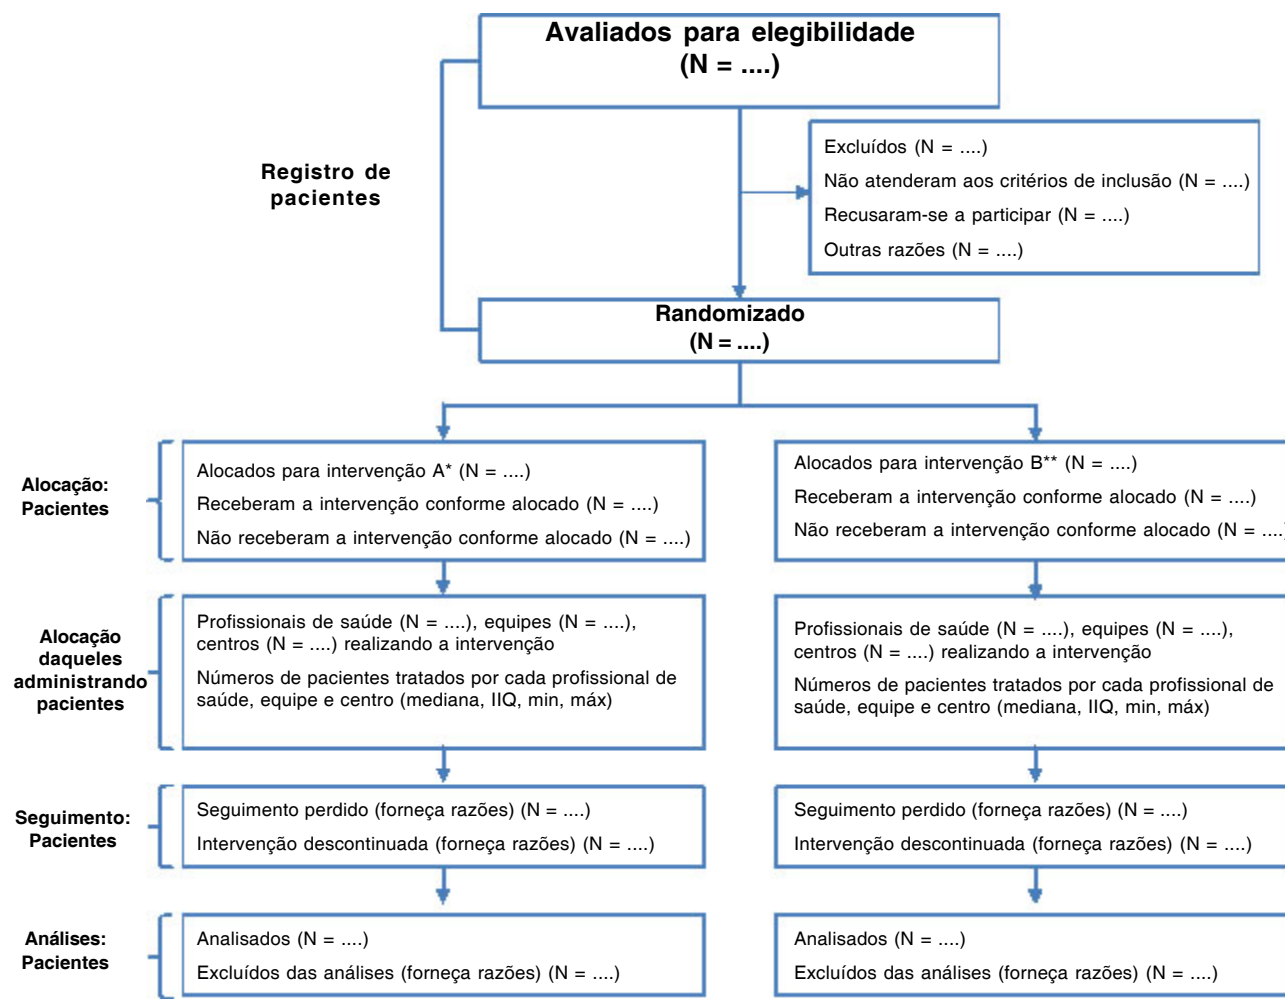 Avaliados para elegibilidade
(N = ....)
Registro de
pacientes
Excluídos (N = ....)
Não atenderam aos critérios de inclusão (N = ....)
Recusaram-se a participar (N = ....)
Outras razões (N = ....)
Randomizado
(N = ....)
Alocação:
Pacientes
Alocados para intervenção A* (N = ....)
Receberam a intervenção conforme alocado (N = ....)
Não receberam a intervenção conforme alocado (N = ....)
Alocados para intervenção B** (N = ....)
Receberam a intervenção conforme alocado (N = ....)
Não receberam a intervenção conforme alocado (N = ....)
Alocação
daqueles
administrando
pacientes
Profissionais de saúde (N = ....), equipes (N = ....),
centros (N = ....) realizando a intervenção
Números de pacientes tratados por cada profissional de
saúde, equipe e centro (mediana, IIQ, min, máx)
Profissionais de saúde (N = ....), equipes (N = ....),
centros (N = ....) realizando a intervenção
Números de pacientes tratados por cada profissional de
saúde, equipe e centro (mediana, IIQ, min, máx)
Seguimento:
Pacientes
Seguimento perdido (forneça razões) (N = ....)
Intervenção descontinuada (forneça razões) (N = ....)
Seguimento perdido (forneça razões) (N = ....)
Intervenção descontinuada (forneça razões) (N = ....)
Análises:
Pacientes
Analisados (N = ....)
Excluídos das análises (forneça razões) (N = ....)
Analisados (N = ....)
Excluídos das análises (forneça razões) (N = ....)